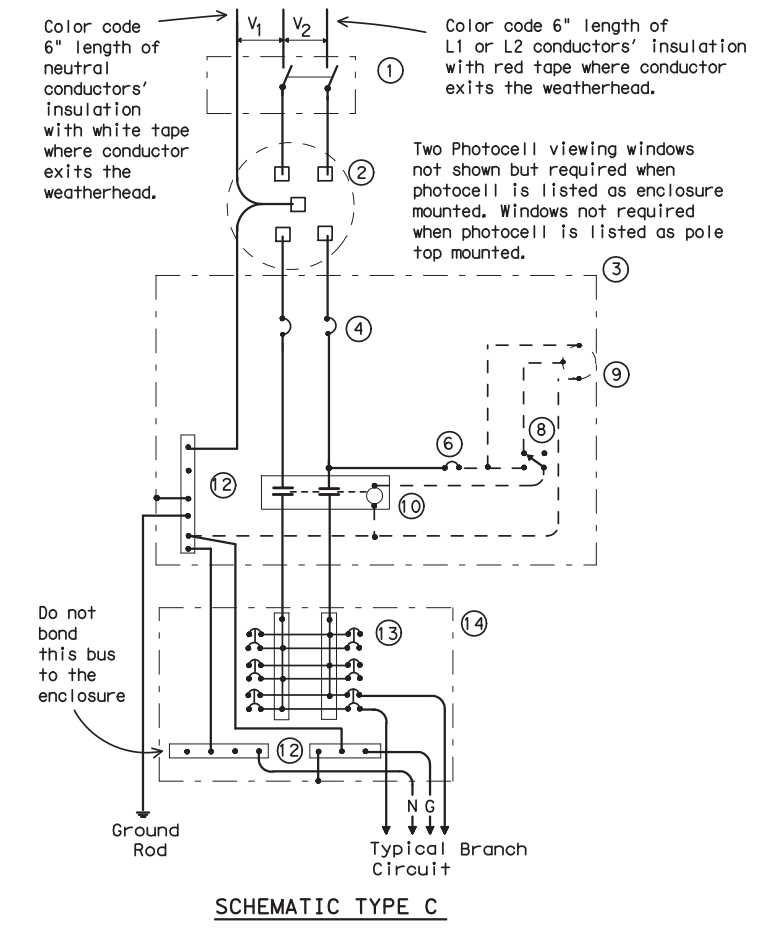 Color code
6" length of
neutral
conductors'
insulation
with white tape
where conductor
exits the
weatherhead.
V1
V2
Color code 6" length of
L1 or L2 conductors' insulation
with red tape where conductor
exits the weatherhead.
1
Two Photocell viewing windows
not shown but required when
photocell is listed as enclosure
mounted. Windows not required
when photocell is listed as pole
top mounted.
2
3
4
9
6
8
12
10
Do not
bond
this bus
to the
enclosure
13
14
12
N G
Ground
Rod
Typical Branch
Circuit
SCHEMATIC TYPE C